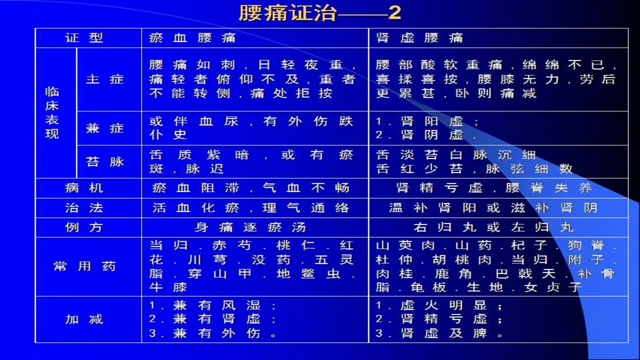 腰痛证治——2
证型 瘀血腰痛 肾虚腰痛
临床表现
主症
腰痛如刺，日轻夜重，
痛轻者俯仰不及，重者
不能转侧，痛处拒按
腰部酸软重痛，绵绵不已，
喜揉喜按，腰膝无力，劳后
更累甚，卧则痛减
兼症
或伴血尿，有外伤跌
仆史
1.肾阳虚；
2.肾阴虚.
苔脉
舌质紫暗，或有瘀
斑，脉迟
舌淡苔白脉沉细
舌红少苔，脉弦细数
病机 瘀血阻滞，气血不畅 肾精亏虚，腰脊失养
治法 活血化瘀，理气通络 温补肾阳或滋补肾阴
例方 身痛逐瘀汤 右归丸或左归丸
常用药
当归.赤芍.桃仁.红
花.川芎.没药.五灵
脂.穿山甲.地鳖虫.
牛膝
山萸肉.山药.杞子.狗脊.
杜仲.胡桃肉.当归.附子.
肉桂.鹿角.巴戟天.补骨
脂.龟板.生地.女贞子
加减
1.兼有风湿；
2.兼有肾虚；
3.兼有外伤。
1.虚火明显；
2.肾精亏虚；
3.肾虚及脾。